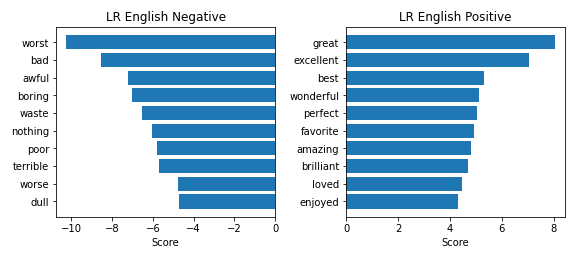 LR English Negative
worst
bad
awful
boring
waste
nothing
poor
terrible
worse
dull
−10 −8 −6 −4 −2 0
Score
LR English Positive
great
excellent
best
wonderful
perfect
favorite
amazing
brilliant
loved
enjoyed
0 2 4 6 8
Score